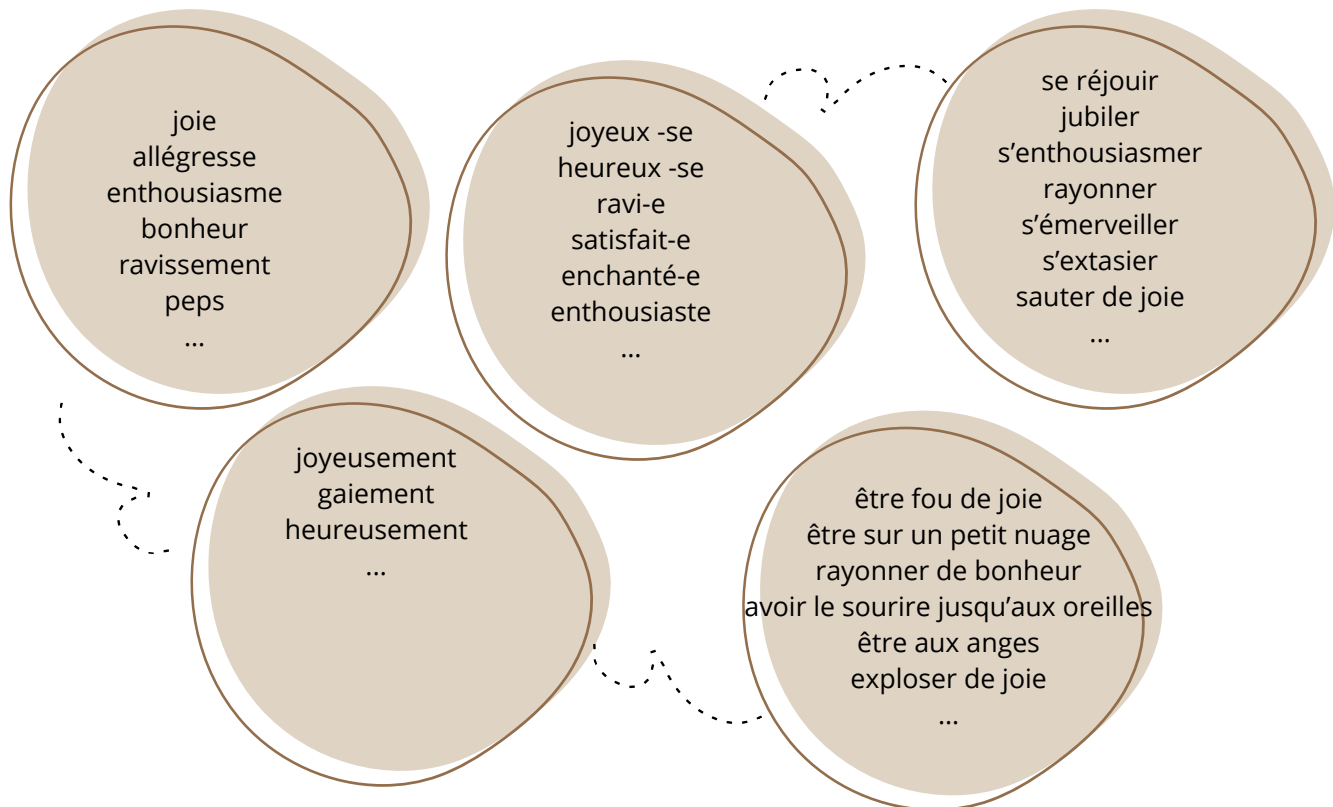 joie
allégresse
enthousiasme
bonheur
ravissement
peps
...
joyeux -se
heureux -se
ravi-e
satisfait-e
enchanté-e
enthousiaste
...
se réjouir
jubiler
s’enthousiasmer
rayonner
s’émerveiller
s’extasier
sauter de joie
...
joyeusement
gaiement
heureusement
...
être fou de joie
être sur un petit nuage
rayonner de bonheur
avoir le sourire jusqu’aux oreilles
être aux anges
exploser de joie
...